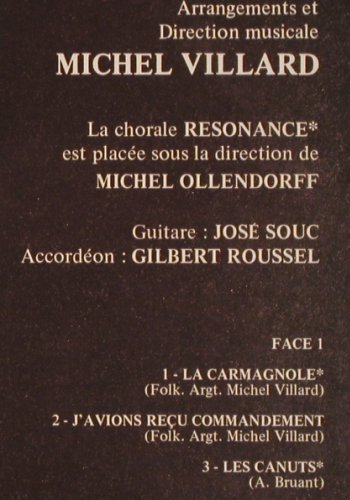 Arrangements et
Direction musicale
MICHEL VILLARD
La chorale RESONANCE*
est placée sous la direction de
MICHEL OLLENDORFF
Guitare : JOSÉ SOUC
Accordéon : GILBERT ROUSSEL
FACE 1
1 - LA CARMAGNOLE*
(Folk. Argt. Michel Villard)
2 - J'AVIONS REÇU COMMANDEMENT
(Folk. Argt. Michel Villard)
3 - LES CANUTS*
(A. Bruant)